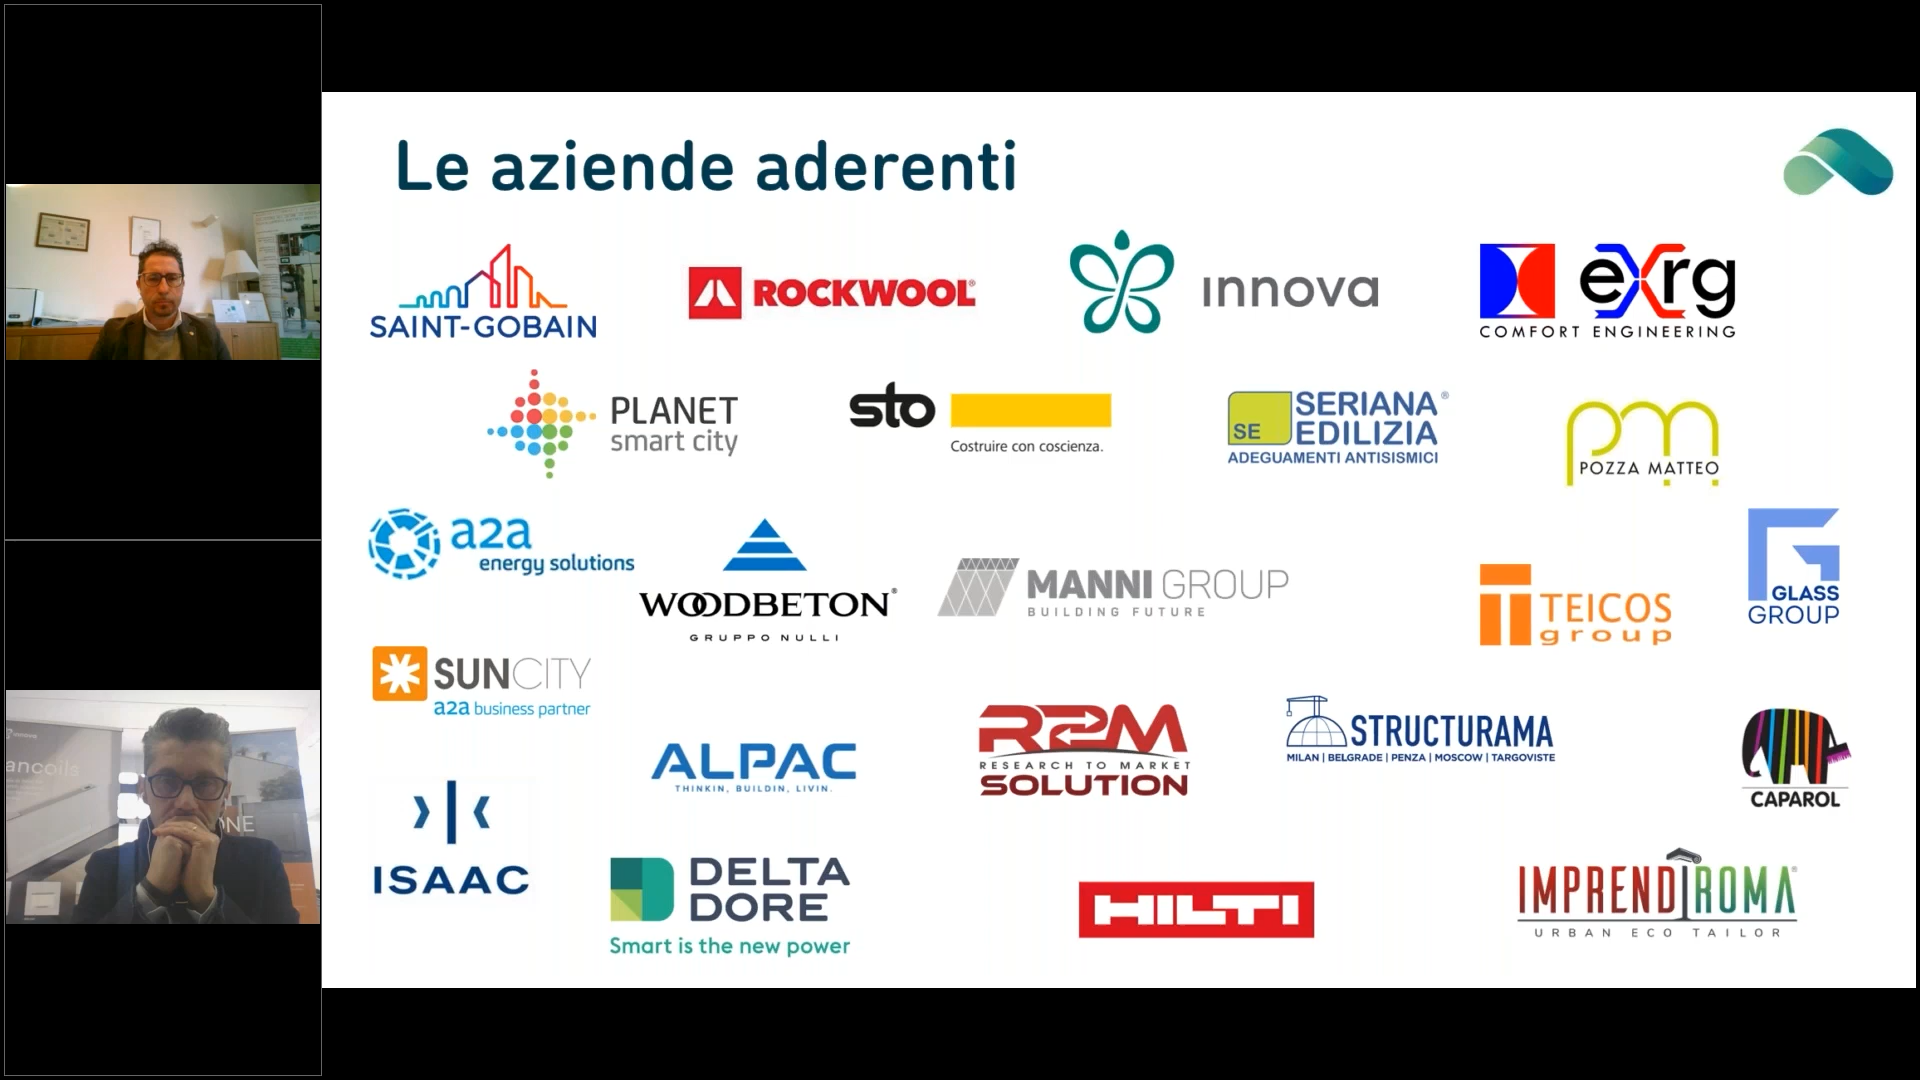 Le aziende aderenti
SAINT-GOBAIN
ROCKWOOL®
innova
exrg
COMFORT ENGINEERING
PLANET
smart city
sto
Costruire con coscienza.
SERIANA®
SE
EDILIZIA
ADEGUAMENTI ANTISISMICI
pm
POZZA MATTEO
a2a
energy solutions
WOODBETON®
GRUPPO NULLI
MANNI GROUP
BUILDING FUTURE
TEICOS
group
GLASS
GROUP
SUNCITY
a2a business partner
ALPAC
THINKIN, BUILDIN, LIVIN.
R2M
RESEARCH TO MARKET
SOLUTION
STRUCTURAMA
MILAN | BELGRADE | PENZA | MOSCOW | TARGOVISTE
CAPAROL
ISAAC
DELTA
DORE
Smart is the new power
HILTI
IMPRENDIROMA®
URBAN ECO TAILOR
ancoils
ONE